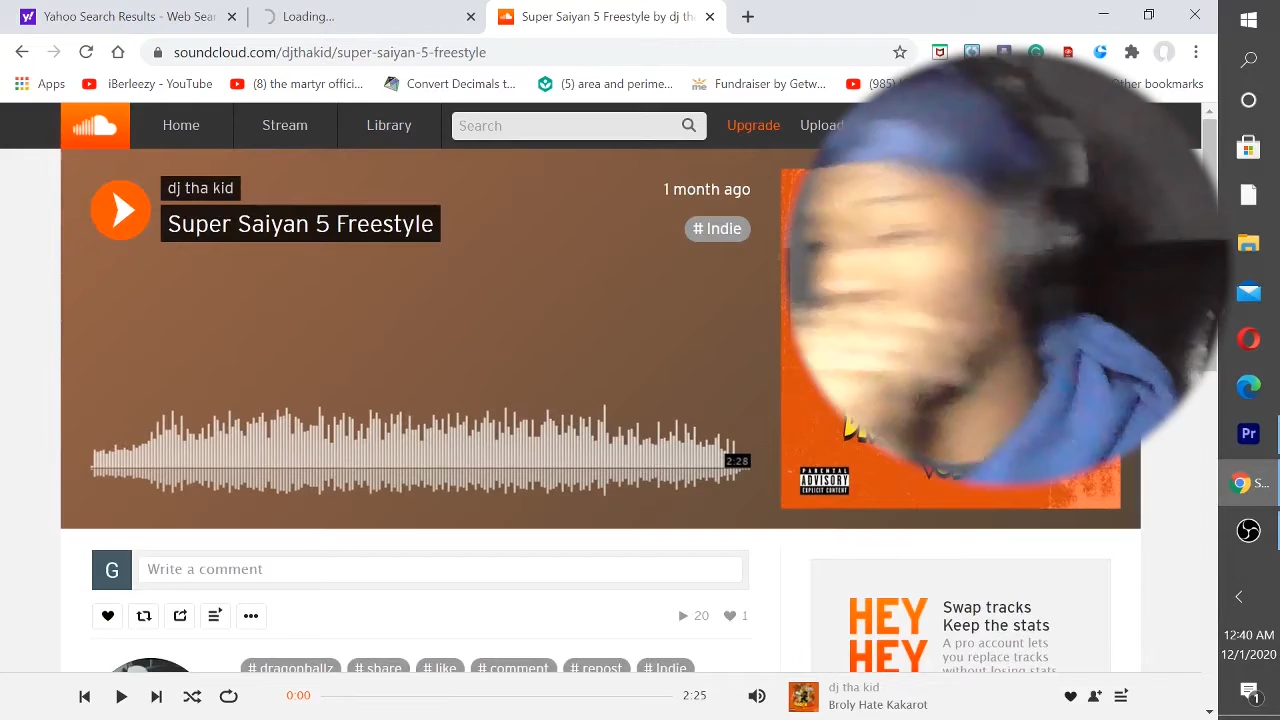 Yahoo Search Results - Web Sear
Loading...
Super Saiyan 5 Freestyle by dj th
soundcloud.com/djthakid/super-saiyan-5-freestyle
Apps
iBerleezy - YouTube
(8) the martyr offici...
Convert Decimals t...
(5) area and perime...
Fundraiser by Getw...
(985)
Other bookmarks
Home
Stream
Library
Search
Upgrade
Upload
dj tha kid
1 month ago
Super Saiyan 5 Freestyle
# Indie
2:28
PARENTAL
ADVISORY
EXPLICIT CONTENT
G
Write a comment
20
1
HEY
HEY
Swap tracks
Keep the stats
A pro account lets
you replace tracks
without losing stats
# dragonballz
# share
# like
# comment
# repost
# Indie
0:00
2:25
dj tha kid
Broly Hate Kakarot
Pr
S...
12:40 AM
12/1/2020
1